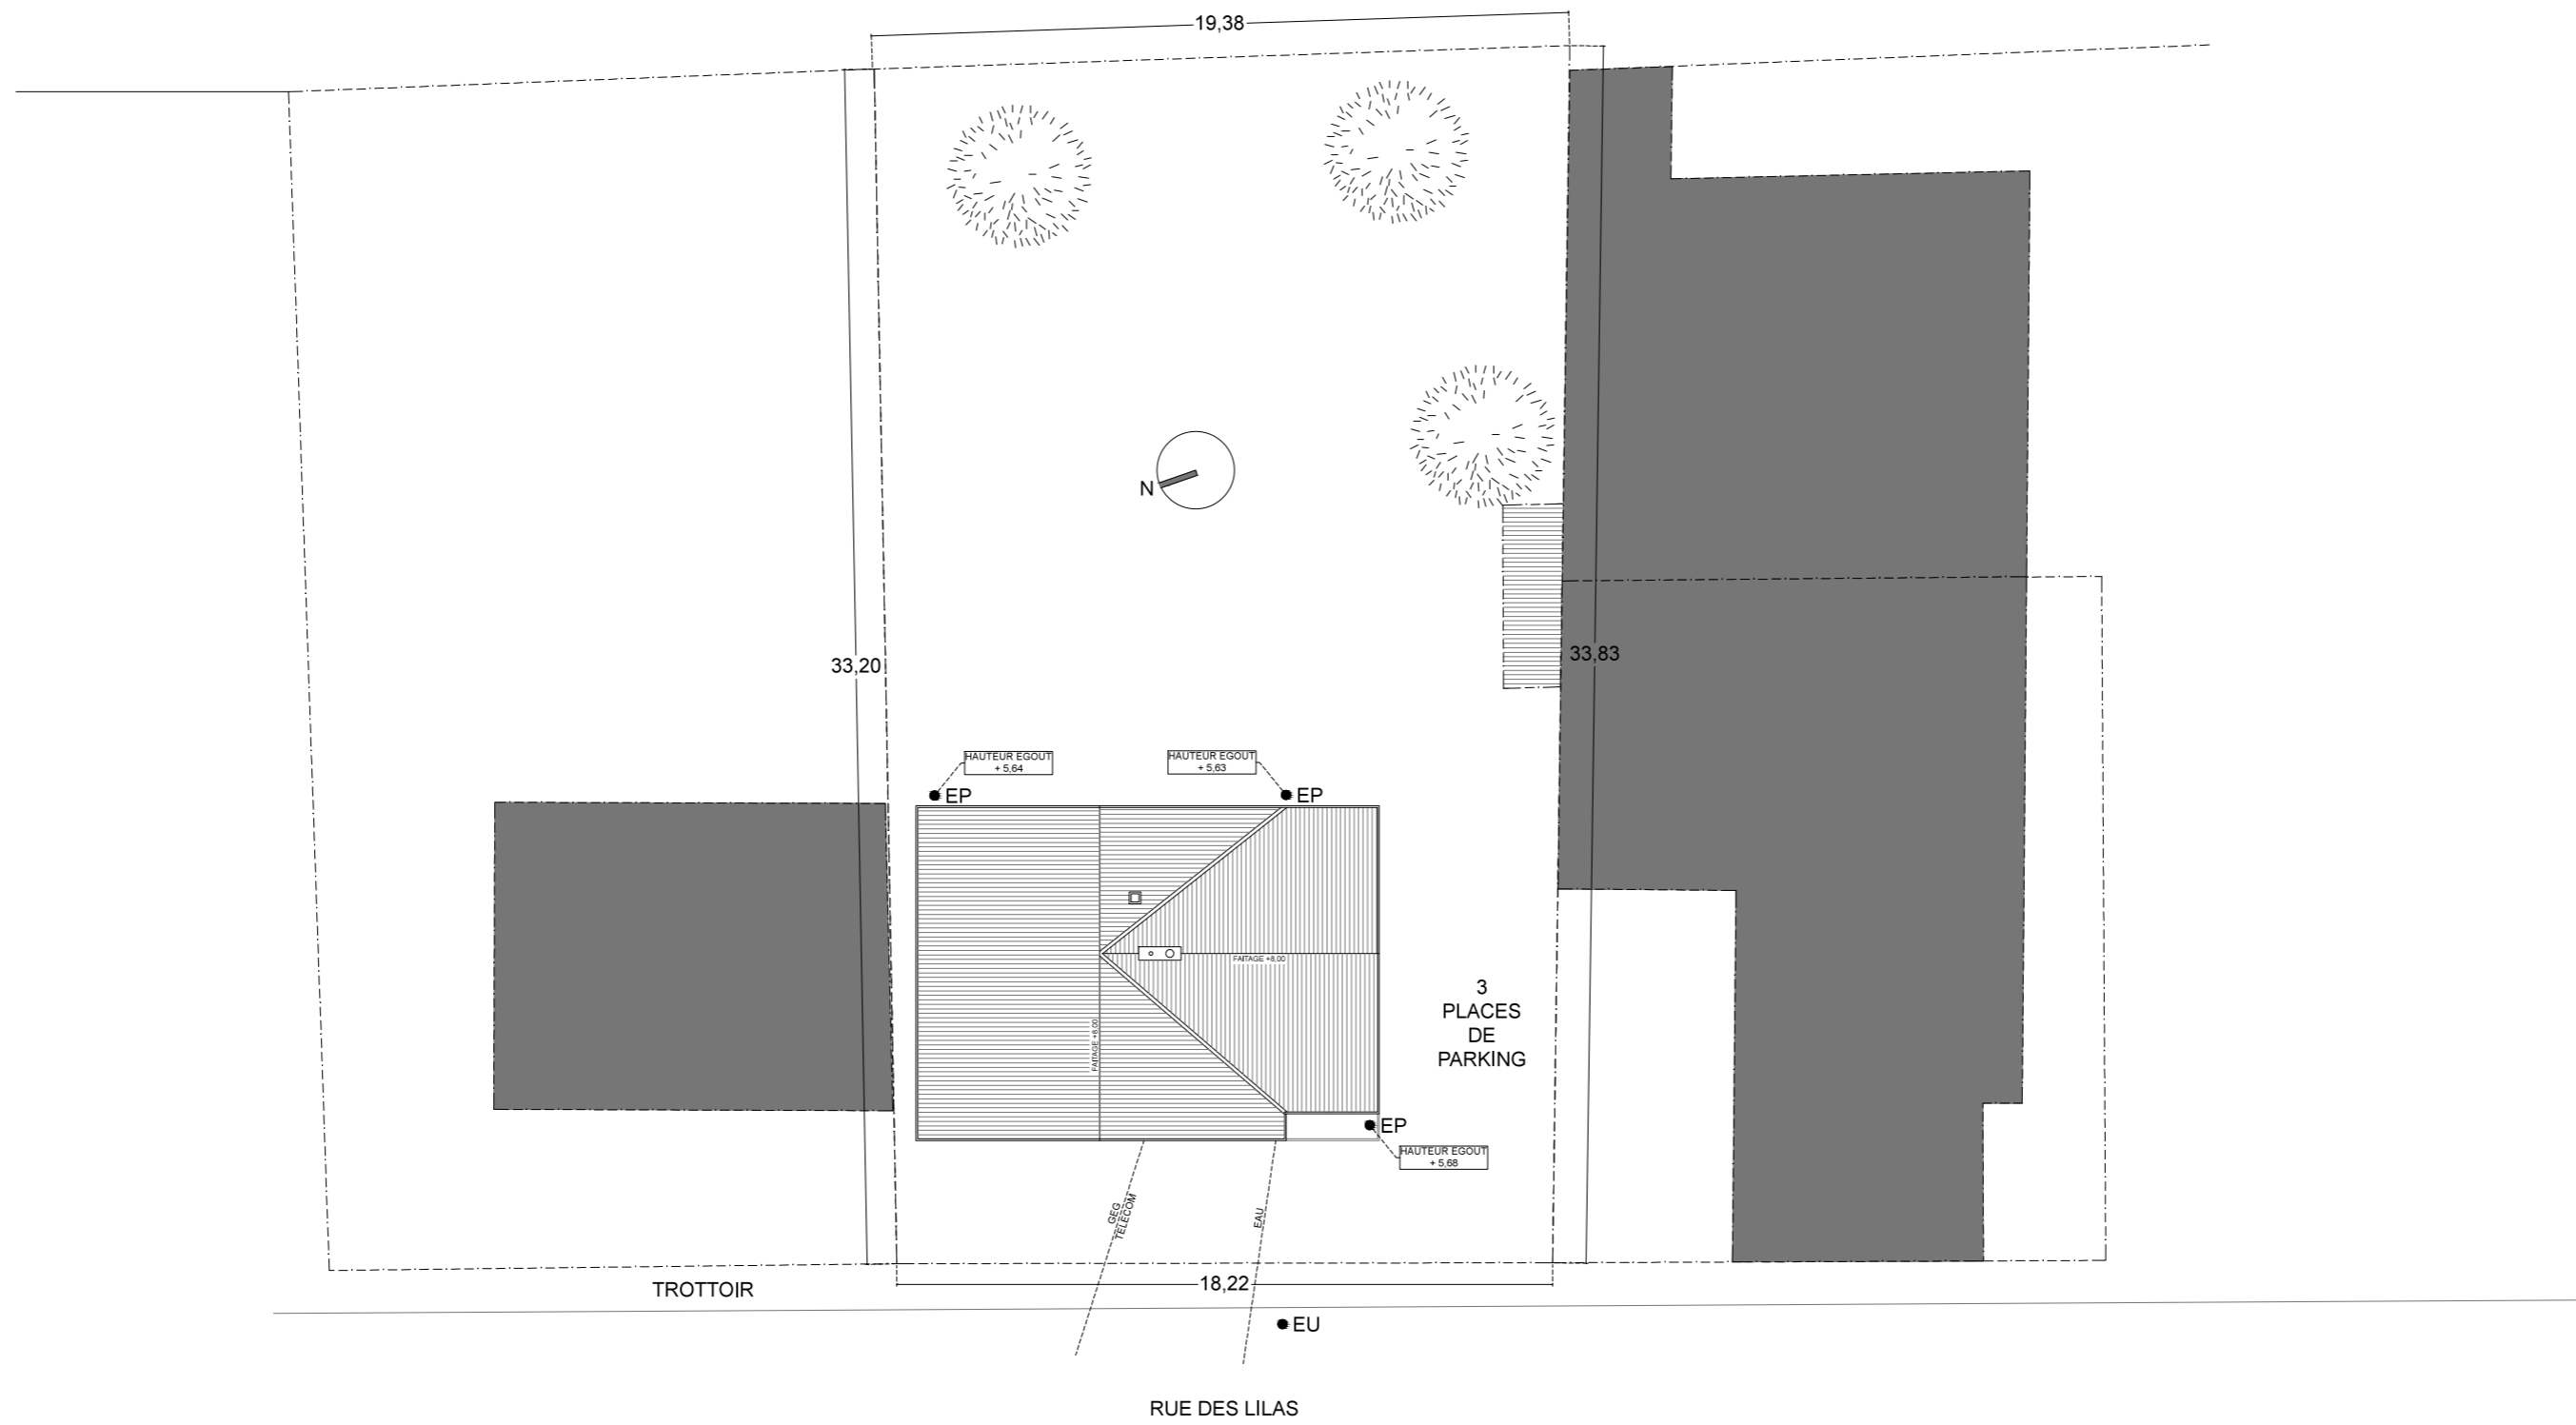 19,38
N
33,20
33,83
HAUTEUR EGOUT
+ 5,64
HAUTEUR EGOUT
+ 5,63
EP
EP
FAITAGE +8,00
FAITAGE +8,00
3
PLACES
DE
PARKING
EP
HAUTEUR EGOUT
+ 5,68
GEG
TELECOM
EAU
18,22
TROTTOIR
EU
RUE DES LILAS